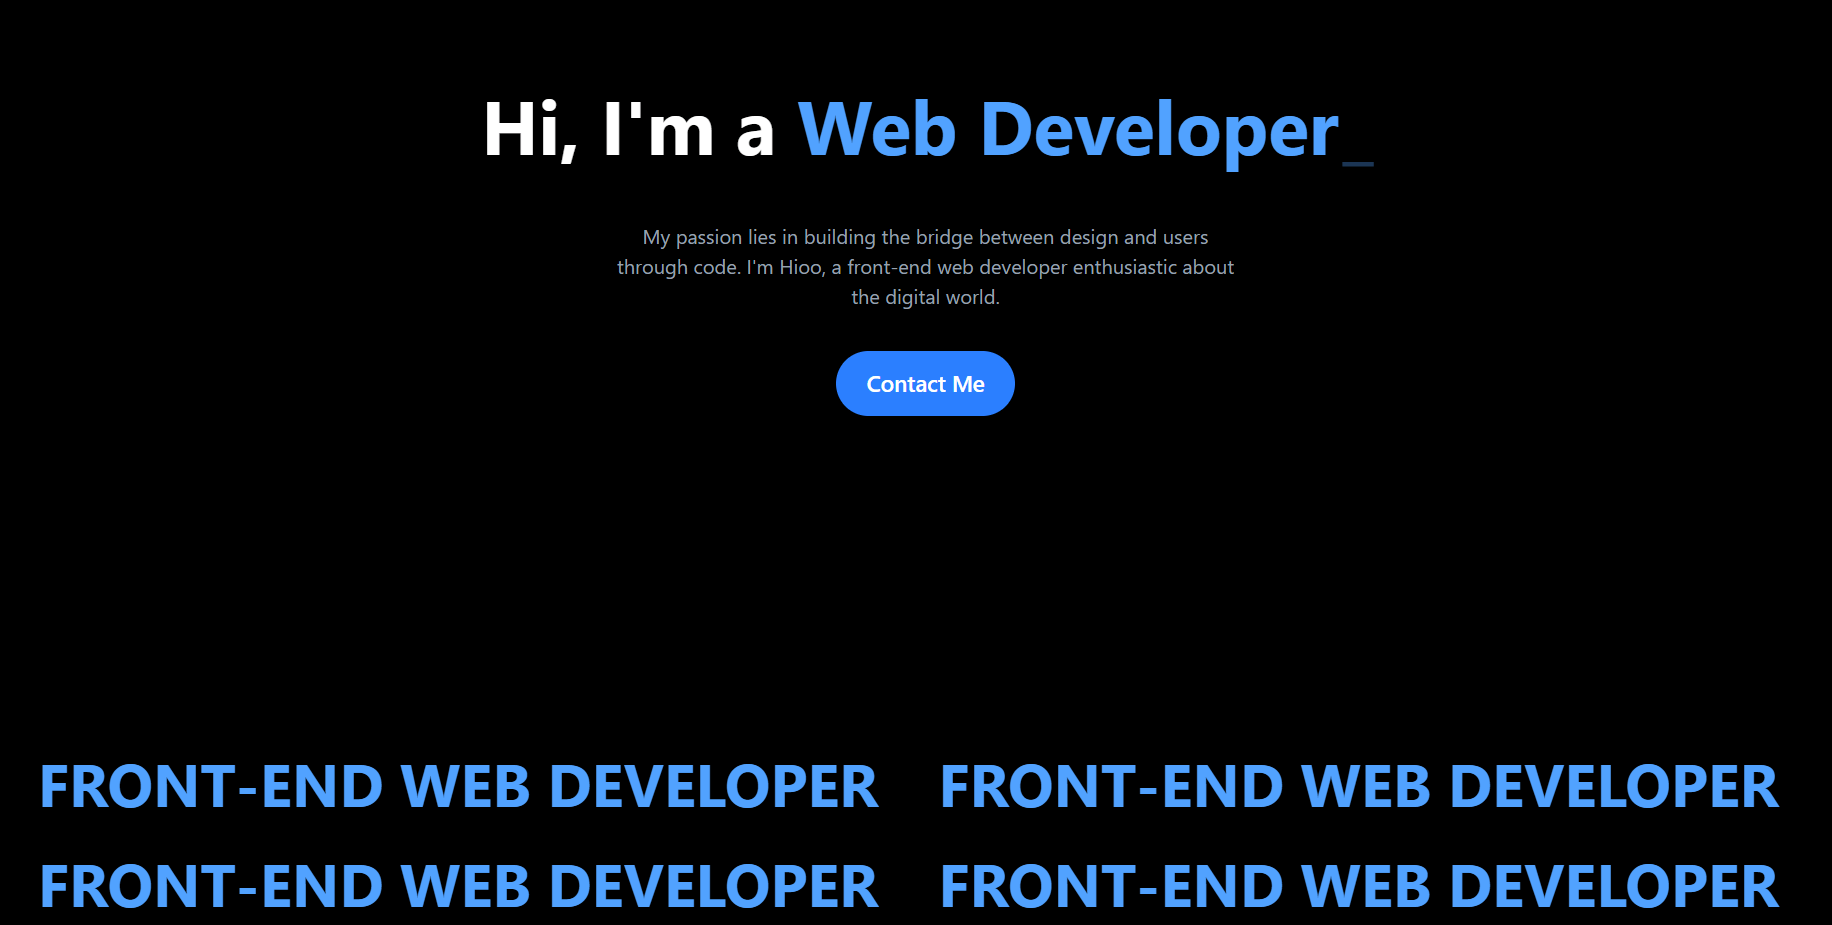 Hi, I'm a Web Developer_
My passion lies in building the bridge between design and users
through code. I'm Hioo, a front-end web developer enthusiastic about
the digital world.
Contact Me
FRONT-END WEB DEVELOPER FRONT-END WEB DEVELOPER
FRONT-END WEB DEVELOPER FRONT-END WEB DEVELOPER